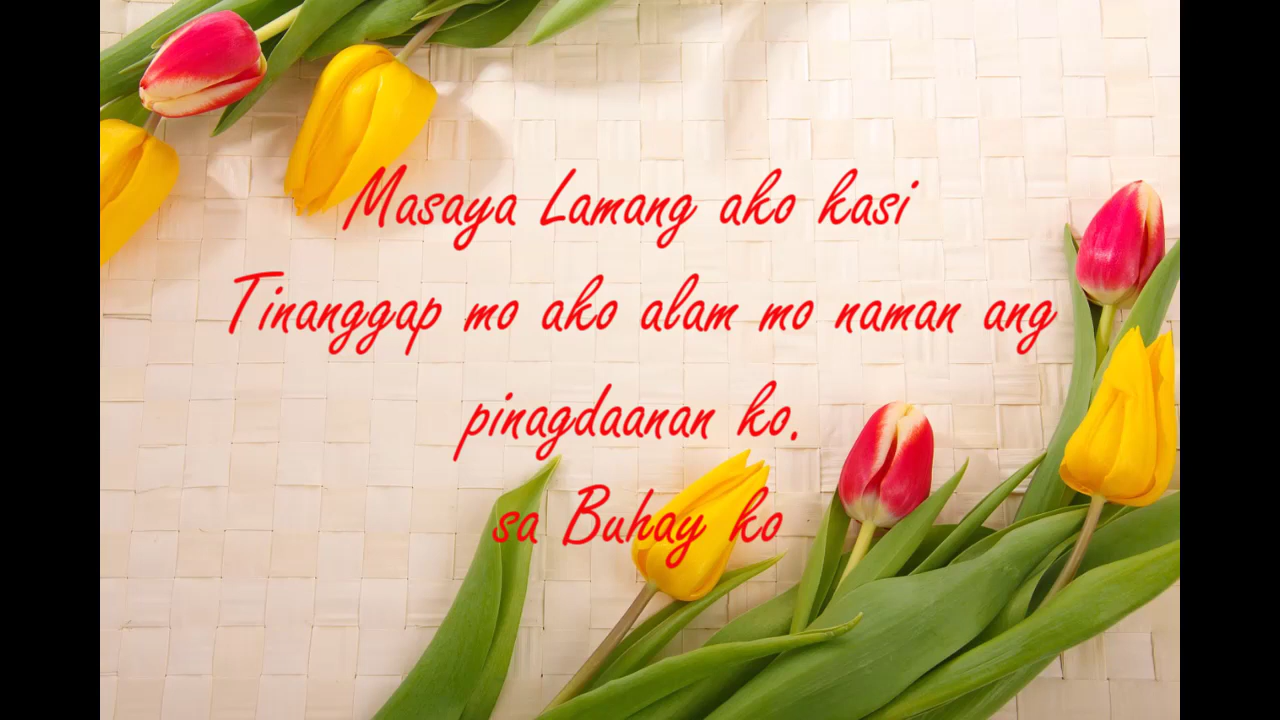 Masaya Lamang ako kasi
Tinanggap mo ako alam mo naman ang
pinagdaanan ko.
sa Buhay ko